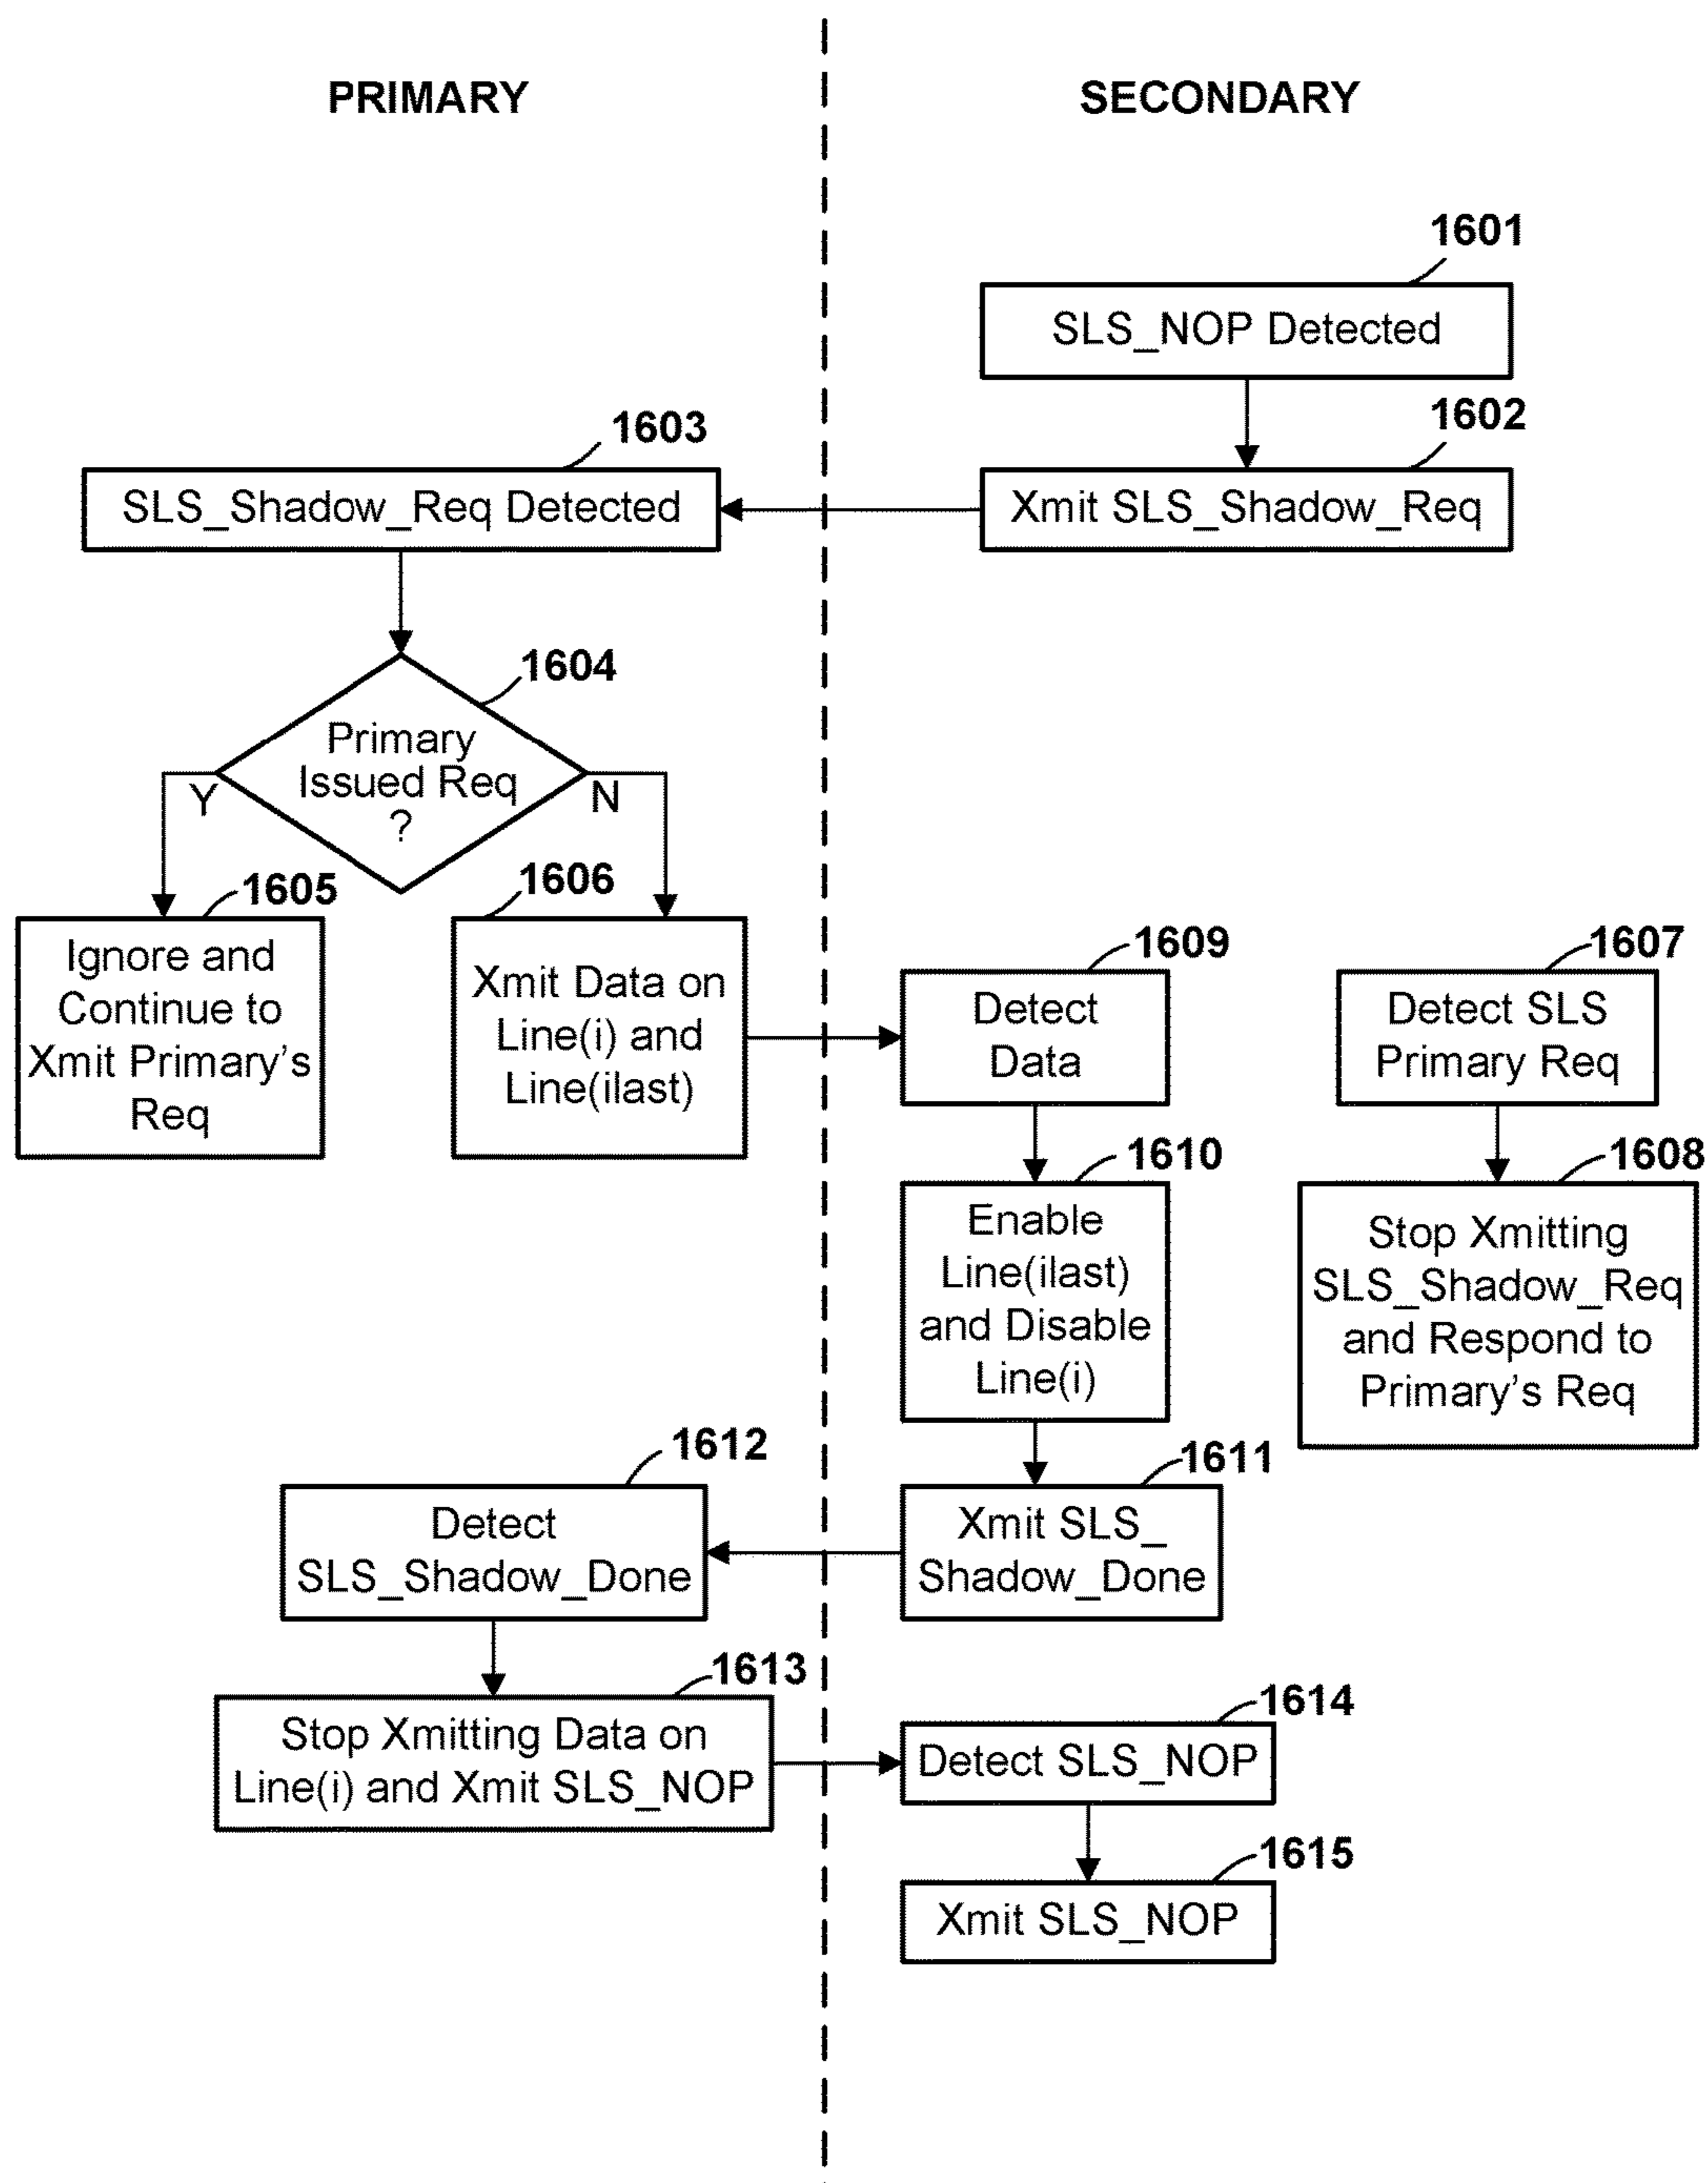 PRIMARY
SECONDARY
1601
SLS_NOP Detected
1602
Xmit SLS_Shadow_Req
1603
SLS_Shadow_Req Detected
1604
Primary
Issued Req
?
Y
N
1605
Ignore and
Continue to
Xmit Primary's
Req
1606
Xmit Data on
Line(i) and
Line(ilast)
1609
Detect
Data
1607
Detect SLS
Primary Req
1610
Enable
Line(ilast)
and Disable
Line(i)
1608
Stop Xmitting
SLS_Shadow_Req
and Respond to
Primary's Req
1611
Xmit SLS_
Shadow_Done
1612
Detect
SLS_Shadow_Done
1613
Stop Xmitting Data on
Line(i) and Xmit SLS_NOP
1614
Detect SLS_NOP
1615
Xmit SLS_NOP